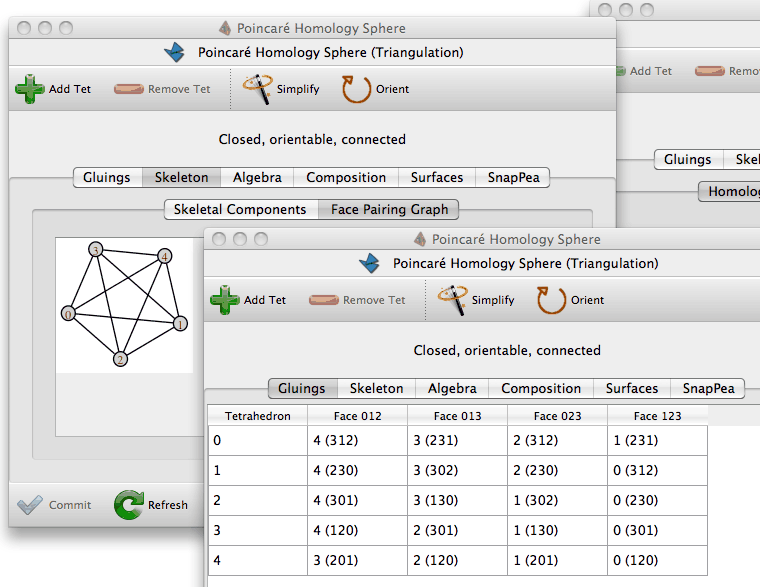 Poincaré Homology Sphere
Poincaré Homology Sphere (Triangulation)
Add Tet Remove Tet Simplify Orient
Closed, orientable, connected
Gluings Skeleton Algebra Composition Surfaces SnapPea
Skeletal Components Face Pairing Graph
3
4
0
1
2
Commit Refresh
Add Tet Remo
Gluings Skel
Homolog
Poincaré Homology Sphere
Poincaré Homology Sphere (Triangulation)
Add Tet Remove Tet Simplify Orient
Closed, orientable, connected
Gluings Skeleton Algebra Composition Surfaces SnapPea
Tetrahedron Face 012 Face 013 Face 023 Face 123
0 4 (312) 3 (231) 2 (312) 1 (231)
1 4 (230) 3 (302) 2 (230) 0 (312)
2 4 (301) 3 (130) 1 (302) 0 (230)
3 4 (120) 2 (301) 1 (130) 0 (301)
4 3 (201) 2 (120) 1 (201) 0 (120)